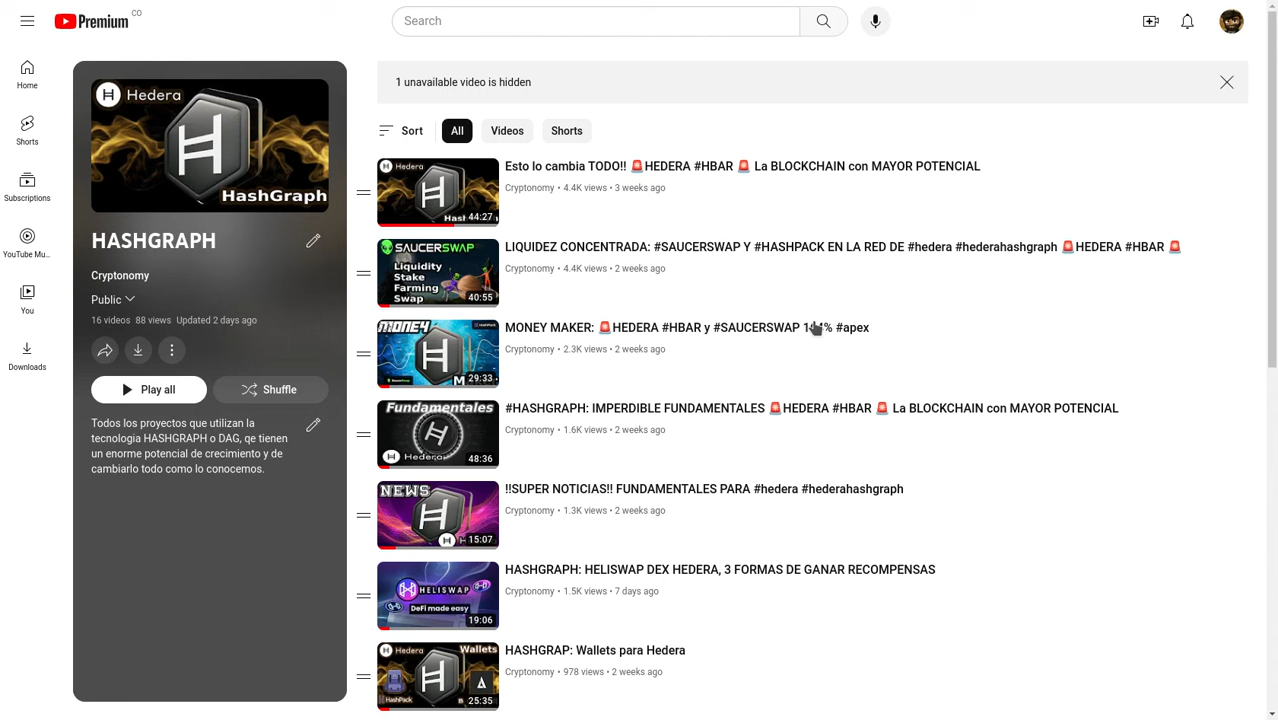 Premium CO
Search
Home
Shorts
Subscriptions
YouTube Mu...
You
Downloads
Hedera
HashGraph
HASHGRAPH
Cryptonomy
Public
16 videos 88 views Updated 2 days ago
Play all
Shuffle
Todos los proyectos que utilizan la
tecnologia HASHGRAPH o DAG, qe tienen
un enorme potencial de crecimiento y de
cambiarlo todo como lo conocemos.
1 unavailable video is hidden
Sort
All
Videos
Shorts
Hedera
44:27
Esto lo cambia TODO!! 🚨HEDERA #HBAR 🚨 La BLOCKCHAIN con MAYOR POTENCIAL
Cryptonomy • 4.4K views • 3 weeks ago
SAUCERSWAP
Liquidity
Stake
Farming
Swap
40:55
LIQUIDEZ CONCENTRADA: #SAUCERSWAP Y #HASHPACK EN LA RED DE #hedera #hederahashgraph 🚨HEDERA #HBAR 🚨
Cryptonomy • 4.4K views • 2 weeks ago
MONEY
29:33
MONEY MAKER: 🚨HEDERA #HBAR y #SAUCERSWAP #apex
Cryptonomy • 2.3K views • 2 weeks ago
Fundamentales
Hedera
48:36
#HASHGRAPH: IMPERDIBLE FUNDAMENTALES 🚨HEDERA #HBAR 🚨 La BLOCKCHAIN con MAYOR POTENCIAL
Cryptonomy • 1.6K views • 2 weeks ago
NEWS
15:07
!!SUPER NOTICIAS!! FUNDAMENTALES PARA #hedera #hederahashgraph
Cryptonomy • 1.3K views • 2 weeks ago
HELISWAP
DeFi made easy
19:06
HASHGRAPH: HELISWAP DEX HEDERA, 3 FORMAS DE GANAR RECOMPENSAS
Cryptonomy • 1.5K views • 7 days ago
Hedera
Wallets
HashPack
25:35
HASHGRAP: Wallets para Hedera
Cryptonomy • 978 views • 2 weeks ago